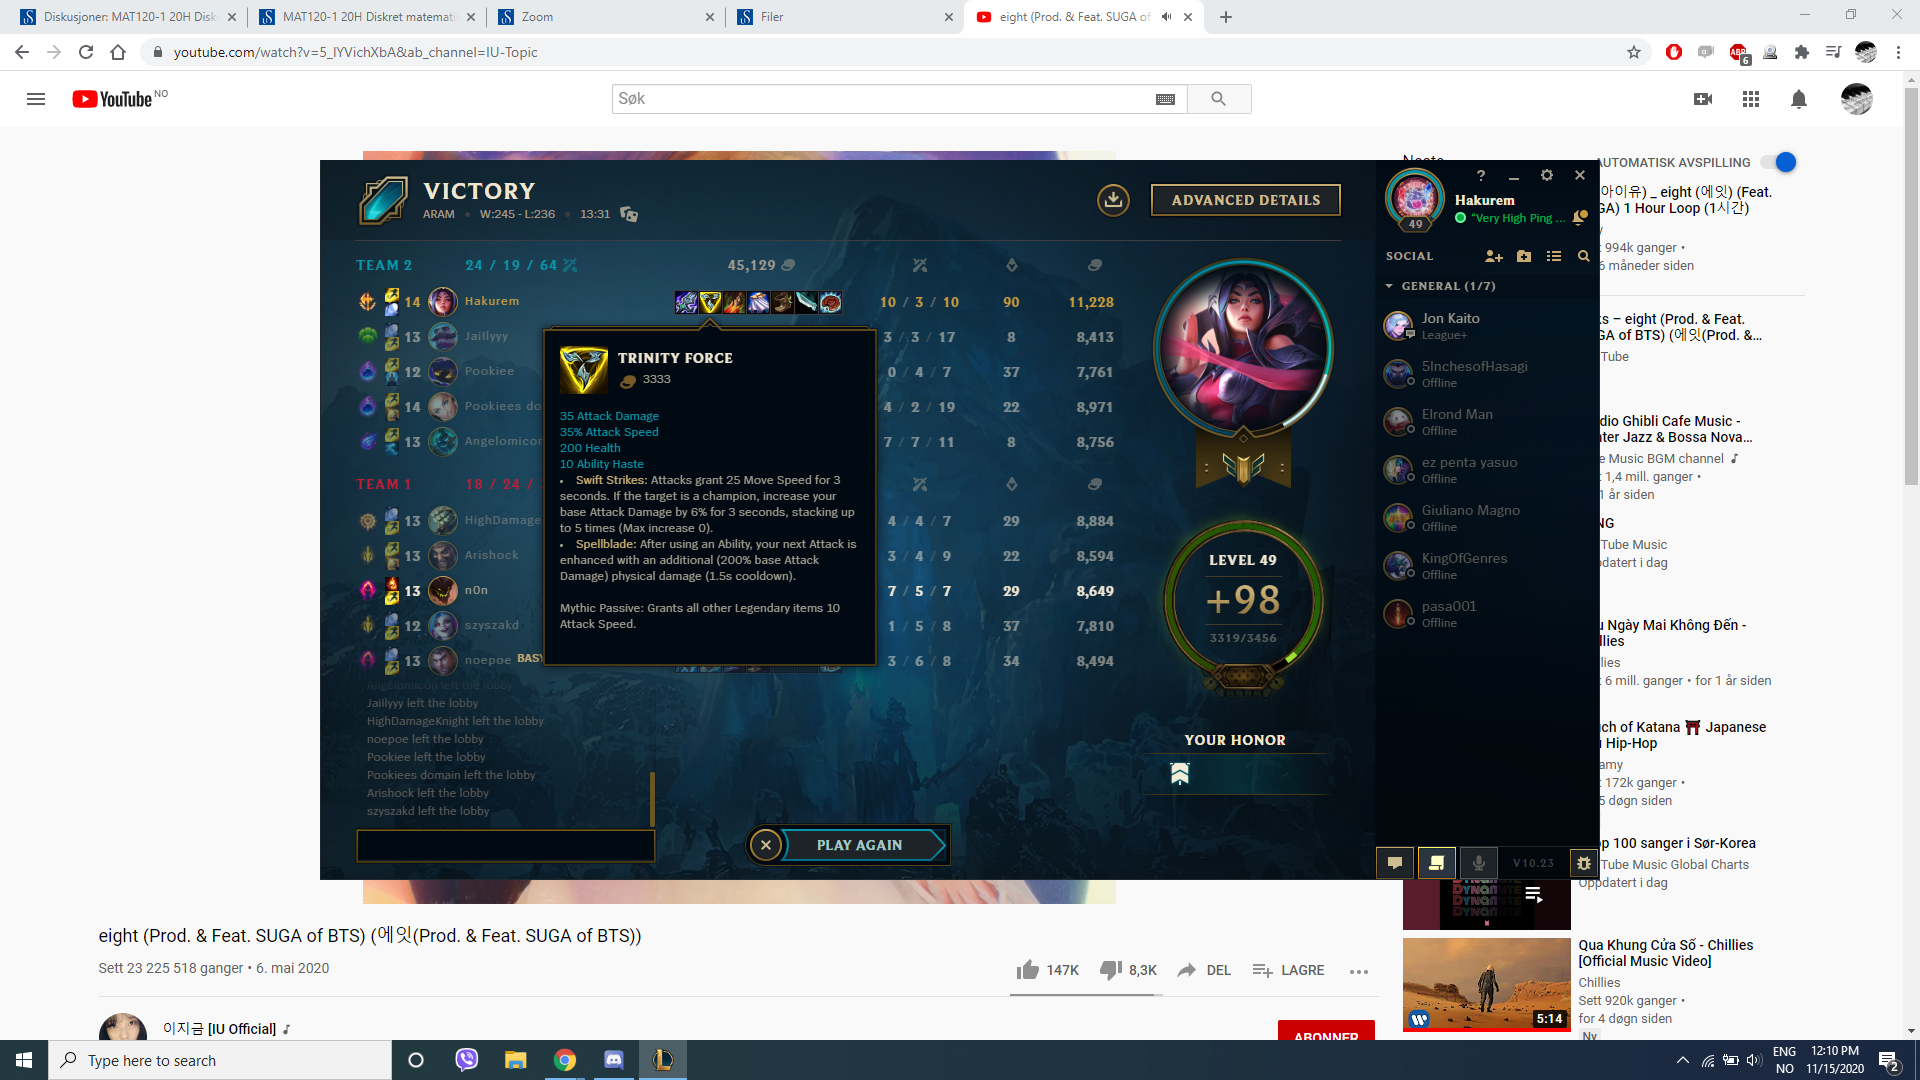 Diskusjoner: MAT120-1 20H Disk
MAT120-1 20H Diskret matemati
Zoom
Filer
eight (Prod. & Feat. SUGA of
youtube.com/watch?v=5_IYVichXbA&ab_channel=IU-Topic
6
YouTube NO
Søk
AUTOMATISK AVSPILLING
VICTORY
ARAM • W:245 - L:236 • 13:31
ADVANCED DETAILS
TEAM 2 24 / 19 / 64 45,129
14 Hakurem 10 / 3 / 10 90 11,228
13 Jaillyyy 3 / 3 / 17 8 8,413
12 Pookiee 0 / 4 / 7 37 7,761
14 Pookiees do 4 / 2 / 19 22 8,971
13 Angelomicon 7 / 7 / 11 8 8,756
TRINITY FORCE
3333
35 Attack Damage
35% Attack Speed
200 Health
10 Ability Haste
• Swift Strikes: Attacks grant 25 Move Speed for 3
seconds. If the target is a champion, increase your
base Attack Damage by 6% for 3 seconds, stacking up
to 5 times (Max increase 0).
• Spellblade: After using an Ability, your next Attack is
enhanced with an additional (200% base Attack
Damage) physical damage (1.5s cooldown).
Mythic Passive: Grants all other Legendary items 10
Attack Speed.
TEAM 1 18 / 24 /
13 HighDamage 4 / 4 / 7 29 8,884
13 Arishock 3 / 4 / 9 22 8,594
13 n0n 7 / 5 / 7 29 8,649
12 szyszakd 1 / 5 / 8 37 7,810
13 noepoe BASY 3 / 6 / 8 34 8,494
Angelomicon left the lobby
Jaillyyy left the lobby
HighDamageKnight left the lobby
noepoe left the lobby
Pookiee left the lobby
Pookiees domain left the lobby
Arishock left the lobby
szyszakd left the lobby
PLAY AGAIN
LEVEL 49
+98
3319/3456
YOUR HONOR
49
Hakurem
"Very High Ping ...
SOCIAL
GENERAL (1/7)
Jon Kaito
League+
5InchesofHasagi
Offline
Elrond Man
Offline
ez penta yasuo
Offline
Giuliano Magno
Offline
KingOfGenres
Offline
pasa001
Offline
V10.23
아이유) _ eight (에잇) (Feat.
GA) 1 Hour Loop (1시간)
994k ganger •
6 måneder siden
ks – eight (Prod. & Feat.
GA of BTS) (에잇(Prod. &...
Tube
dio Ghibli Cafe Music -
nter Jazz & Bossa Nova...
e Music BGM channel
t 1,4 mill. ganger •
1 år siden
NG
Tube Music
datert i dag
u Ngày Mai Không Đến -
illies
lies
t 6 mill. ganger • for 1 år siden
uch of Katana ⛩ Japanese
i Hip-Hop
amy
t 172k ganger •
5 døgn siden
op 100 sanger i Sør-Korea
Tube Music Global Charts
Oppdatert i dag
DYNAMITE
Qua Khung Cửa Sổ - Chillies
[Official Music Video]
Chillies
Sett 920k ganger •
for 4 døgn siden
Ny
5:14
eight (Prod. & Feat. SUGA of BTS) (에잇(Prod. & Feat. SUGA of BTS))
Sett 23 225 518 ganger • 6. mai 2020
147K
8,3K
DEL
LAGRE
이지금 [IU Official]
ABONNER
Type here to search
ENG
NO
12:10 PM
11/15/2020
2